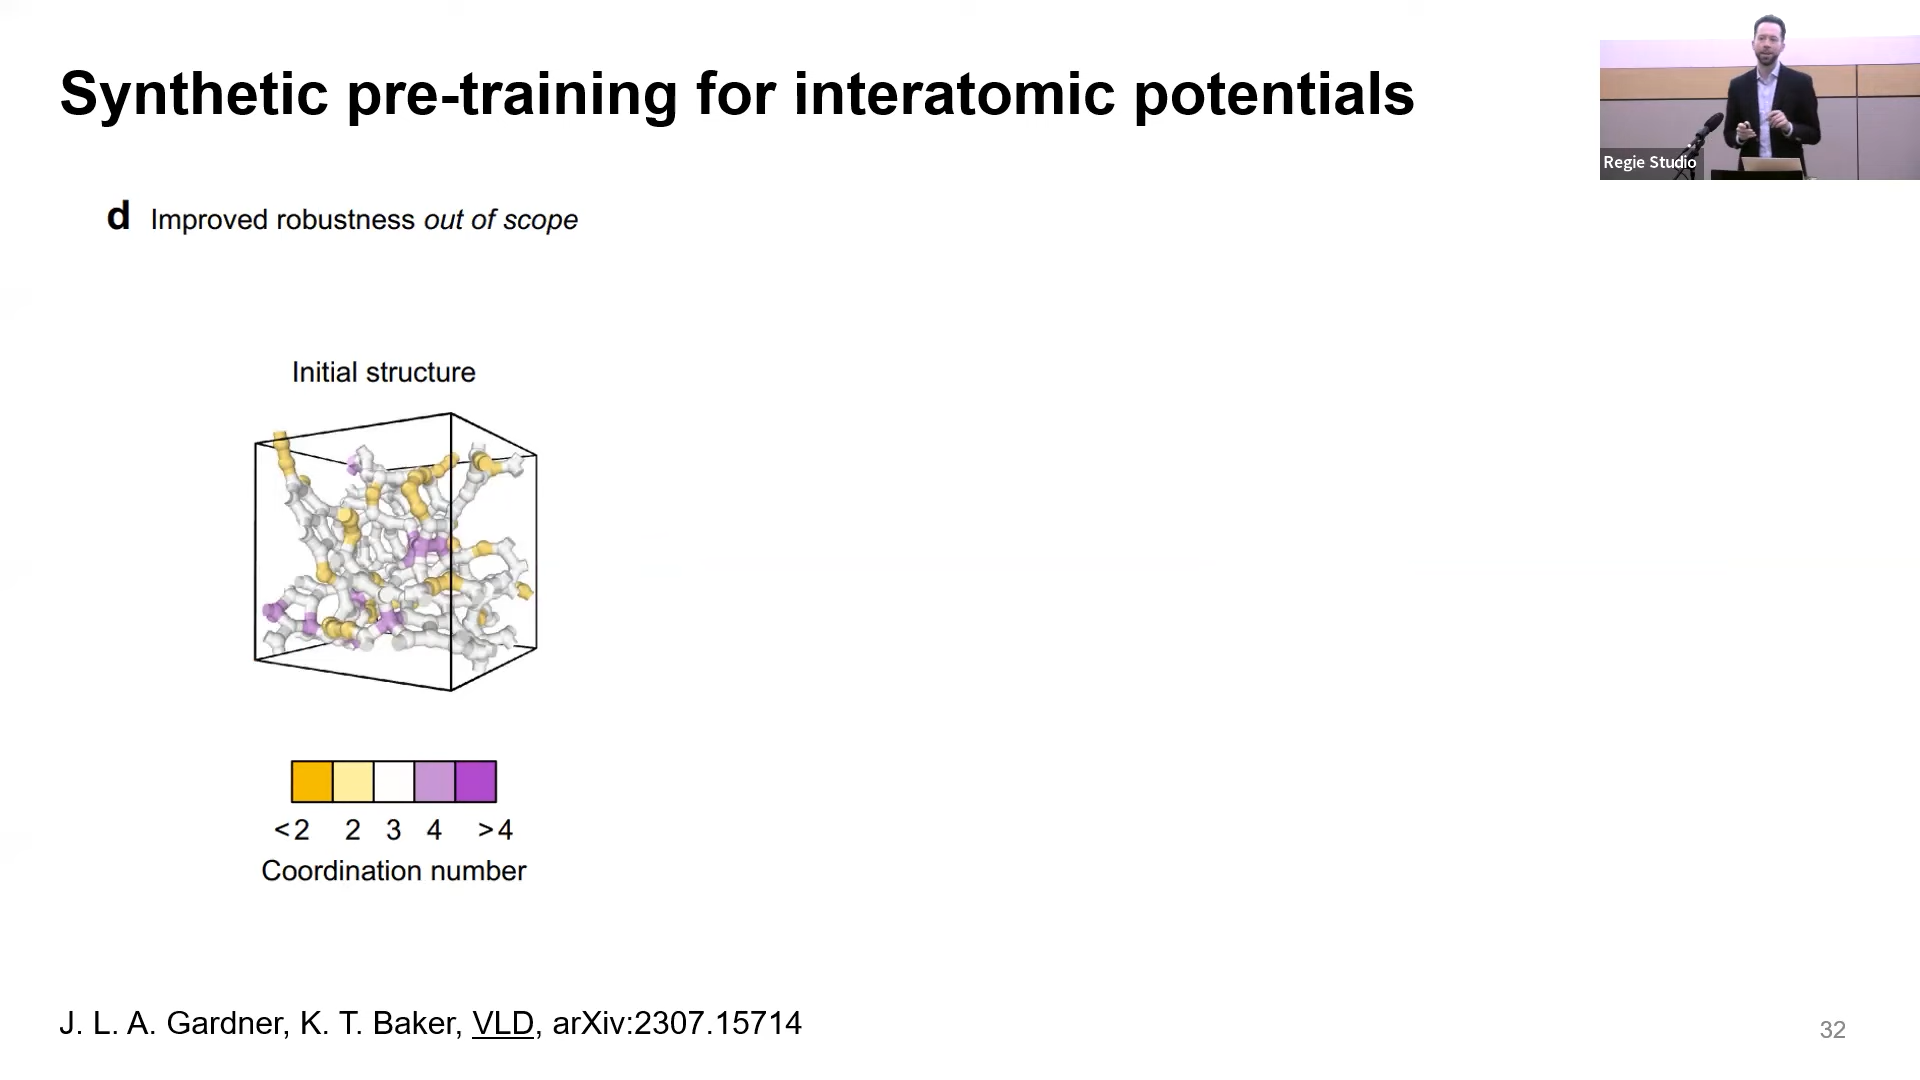 Synthetic pre-training for interatomic potentials
Regie Studio
d Improved robustness out of scope
Initial structure
<2 2 3 4 >4
Coordination number
J. L. A. Gardner, K. T. Baker, VLD, arXiv:2307.15714
32